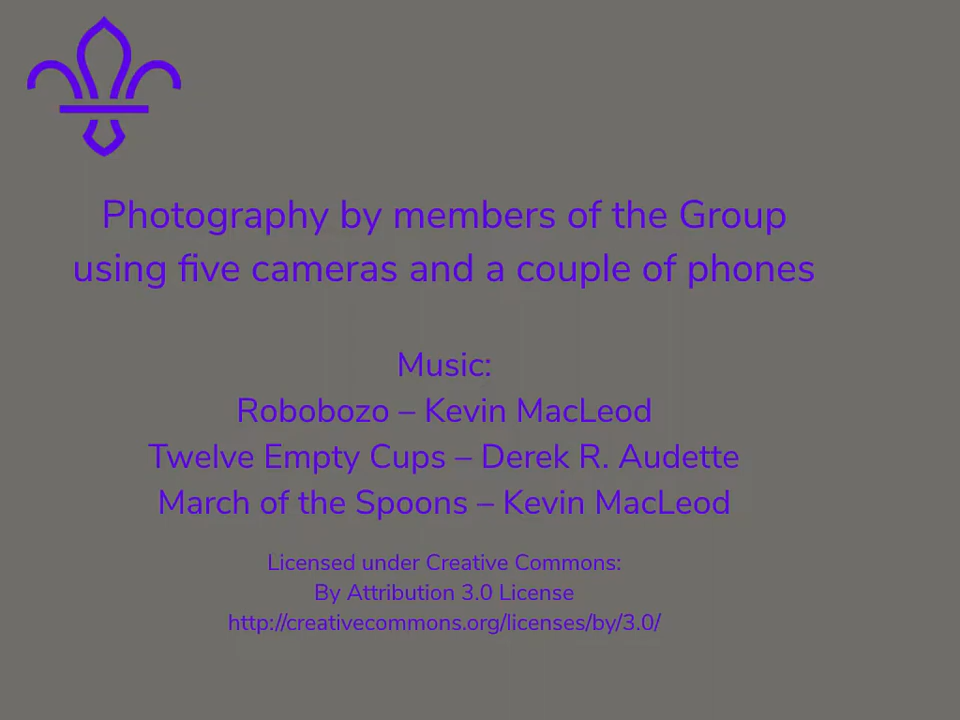 Photography by members of the Group
using five cameras and a couple of phones
Music:
Robobozo – Kevin MacLeod
Twelve Empty Cups – Derek R. Audette
March of the Spoons – Kevin MacLeod
Licensed under Creative Commons:
By Attribution 3.0 License
http://creativecommons.org/licenses/by/3.0/